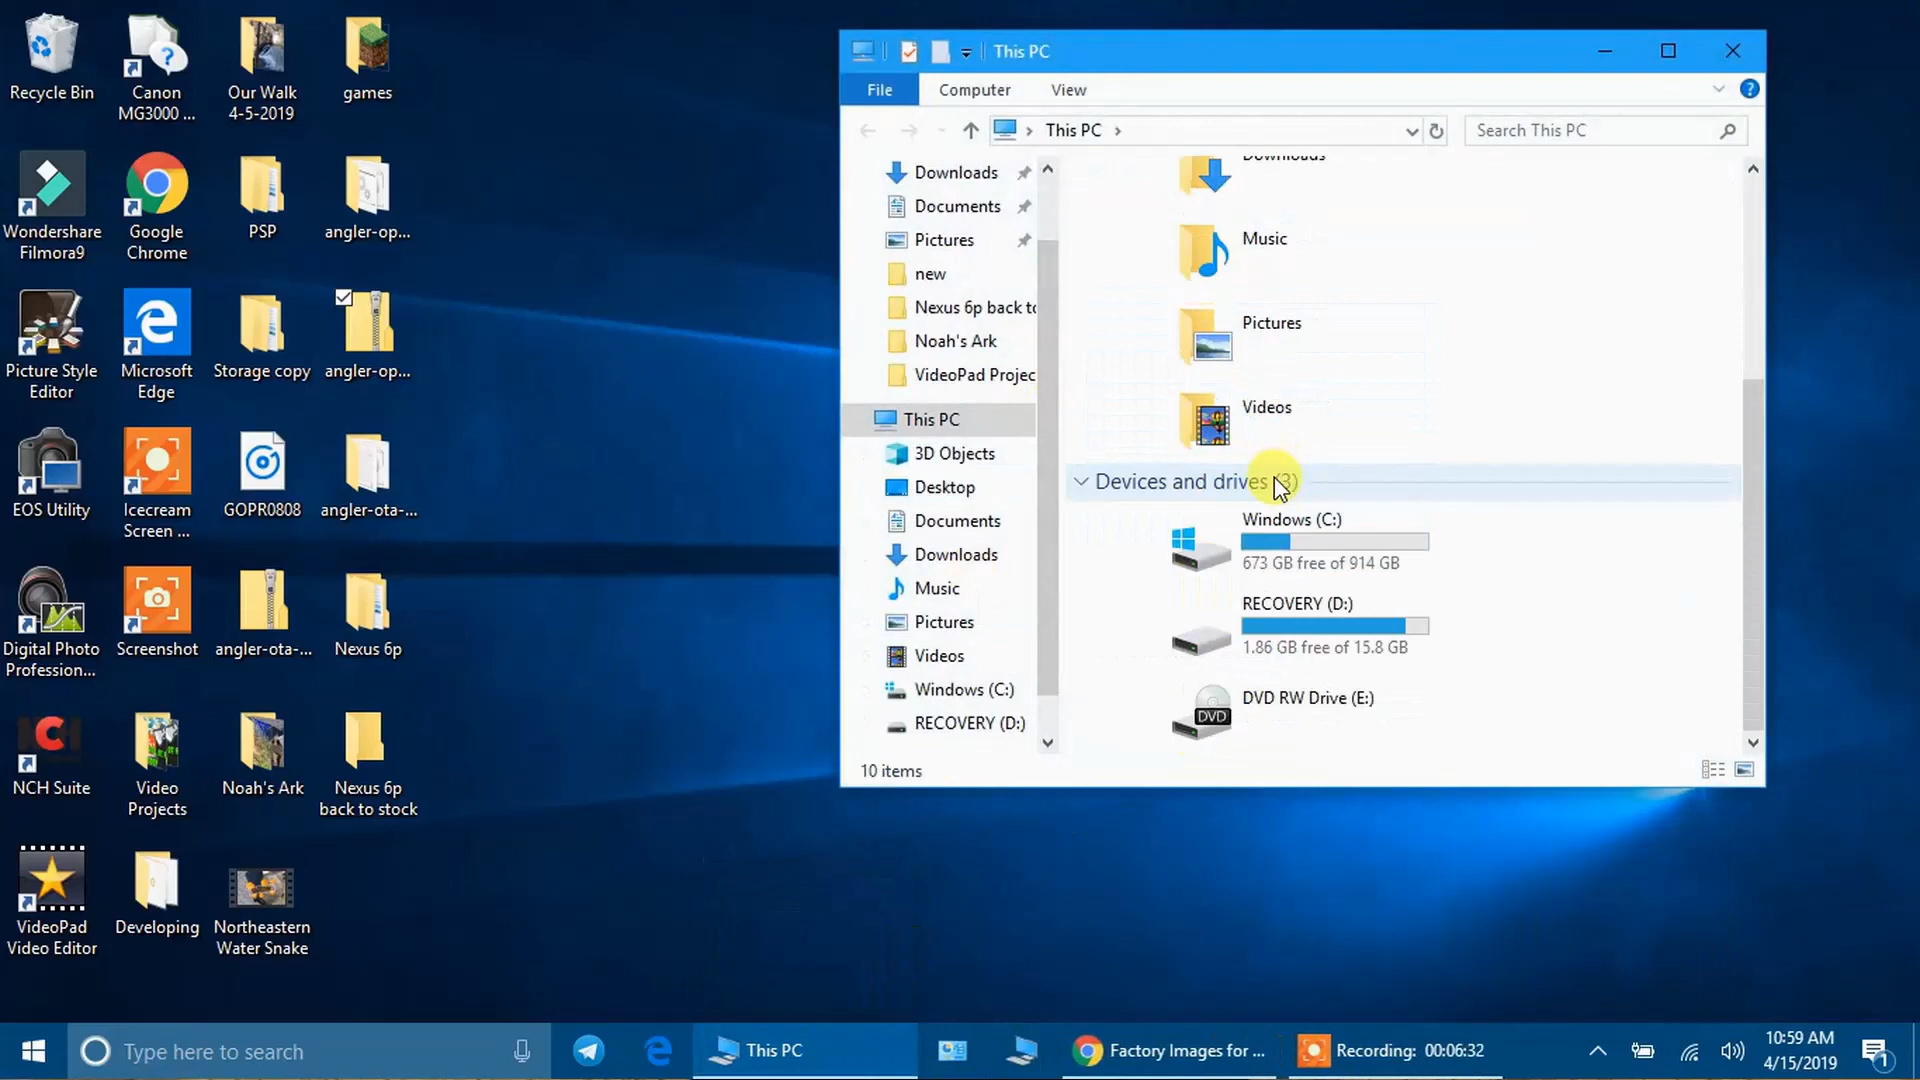 Recycle Bin
Canon
MG3000 ...
Our Walk
4-5-2019
games
Wondershare
Filmora9
Google
Chrome
PSP
angler-op...
Picture Style
Editor
Microsoft
Edge
Storage copy
angler-op...
EOS Utility
Icecream
Screen ...
GOPR0808
angler-ota-...
Digital Photo
Profession...
Screenshot
angler-ota-...
Nexus 6p
NCH Suite
Video
Projects
Noah's Ark
Nexus 6p
back to stock
VideoPad
Video Editor
Developing
Northeastern
Water Snake
This PC
File
Computer
View
This PC
Search This PC
Downloads
Documents
Pictures
new
Nexus 6p back to
Noah's Ark
VideoPad Projec
This PC
3D Objects
Desktop
Documents
Downloads
Music
Pictures
Videos
Windows (C:)
RECOVERY (D:)
Downloads
Music
Pictures
Videos
Devices and drives (3)
Windows (C:)
673 GB free of 914 GB
RECOVERY (D:)
1.86 GB free of 15.8 GB
DVD RW Drive (E:)
DVD
10 items
Type here to search
This PC
Factory Images for ...
Recording: 00:06:32
10:59 AM
4/15/2019
1